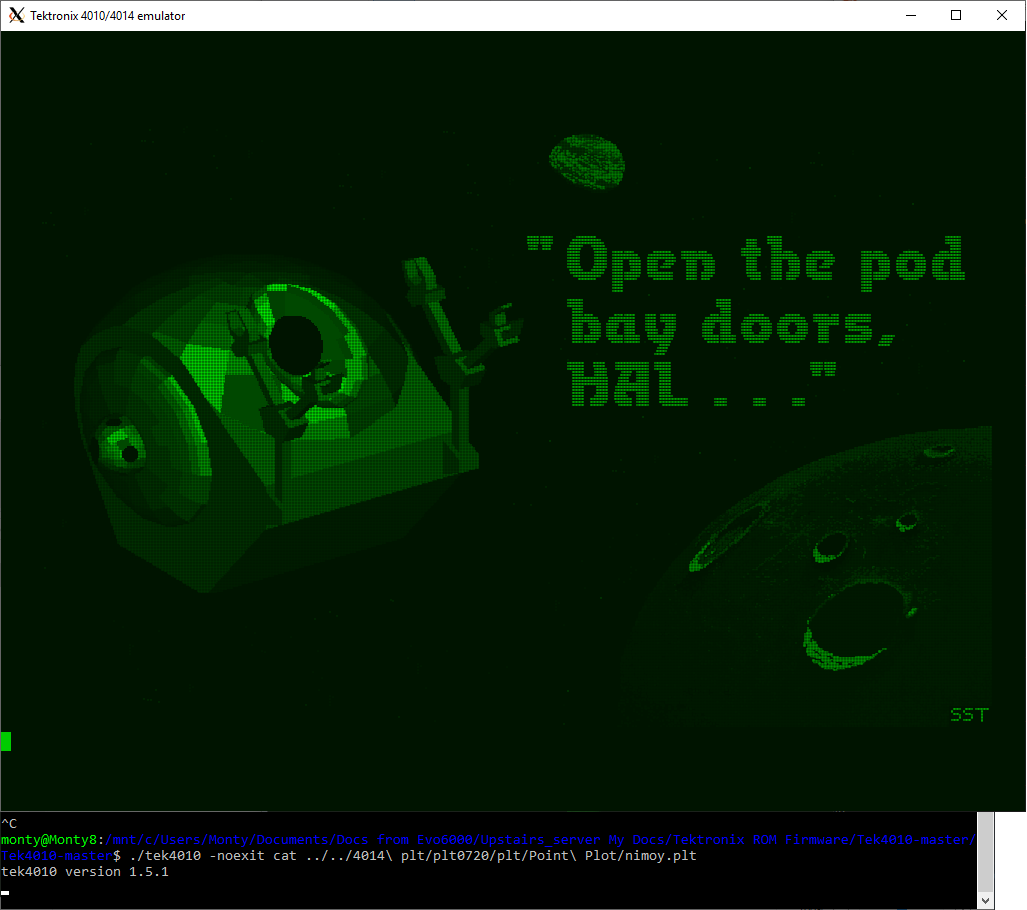 Tektronix 4010/4014 emulator
"Open the pod
bay doors,
HAL ..."
SST
^C
monty@Monty8:/mnt/c/Users/Monty/Documents/Docs from Evo6000/Upstairs_server My Docs/Tektronix ROM Firmware/Tek4010-master/
Tek4010-master$ ./tek4010 -noexit cat ../../4014\ plt/plt0720/plt/Point\ Plot/nimoy.plt
tek4010 version 1.5.1